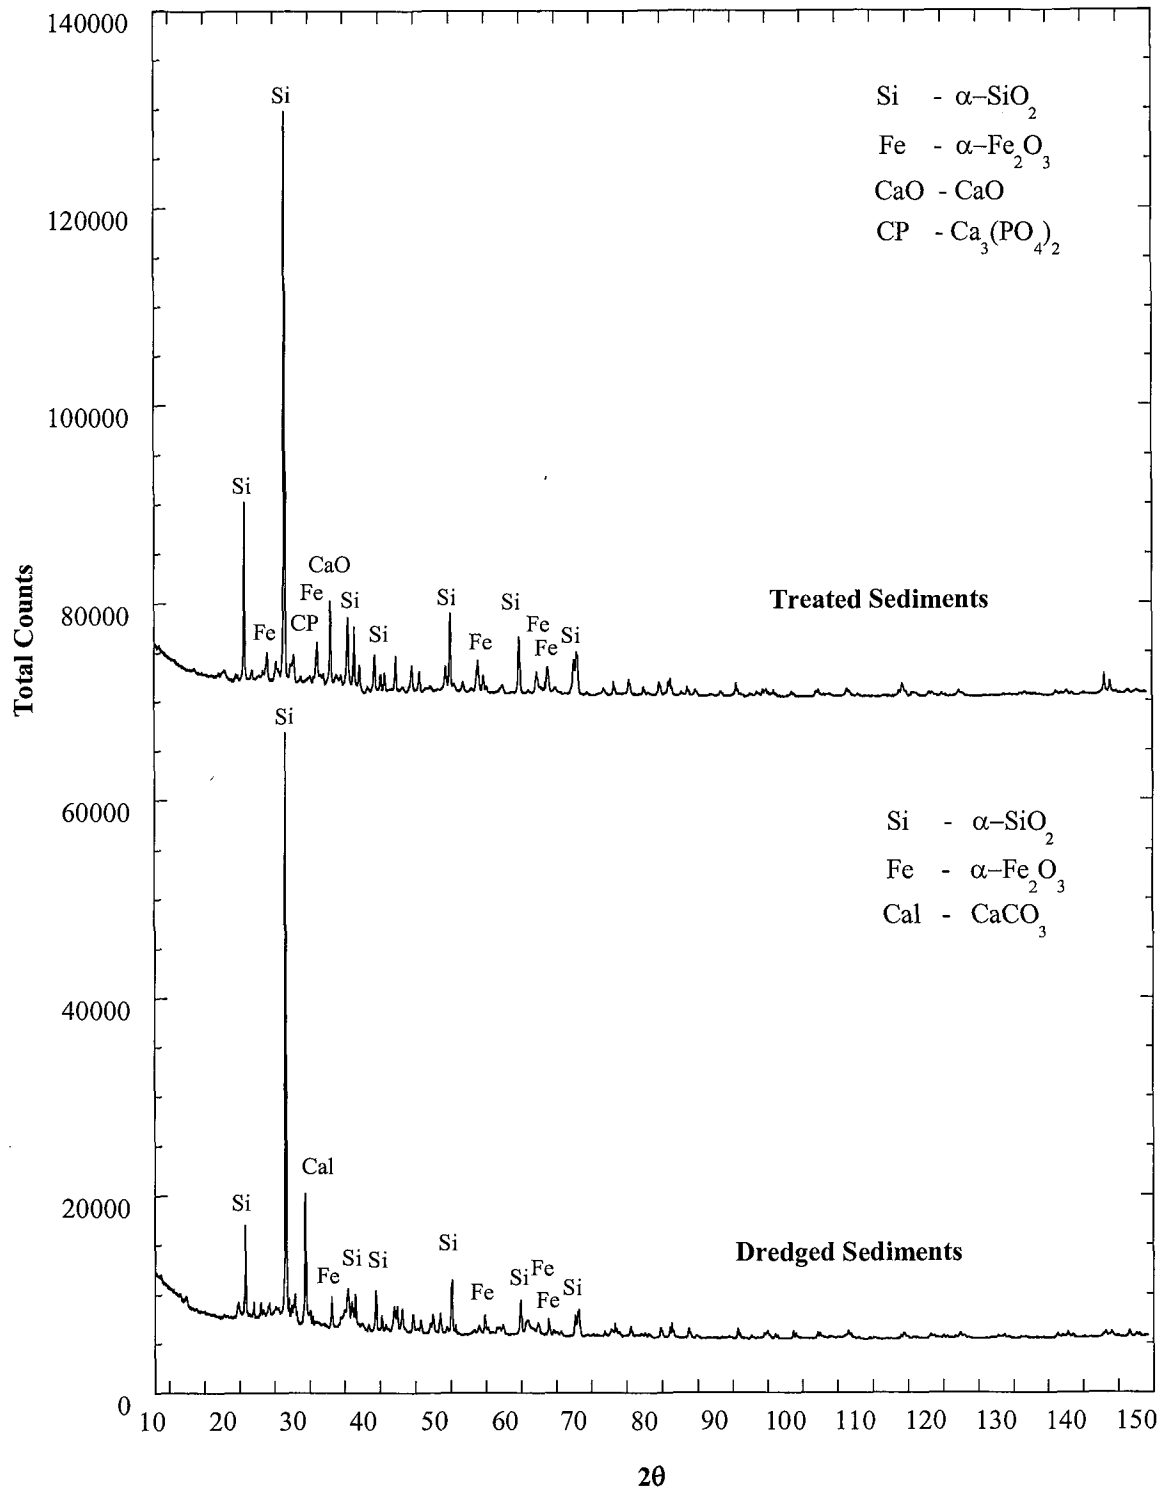 140000
Si
Si - α–SiO2
Fe - α–Fe2O3
CaO - CaO
CP - Ca3(PO4)2
120000
100000
Si
80000
CaO
Fe
Si
CP
Fe
Si
Si
Si
Fe
Fe
Fe
Si
Treated Sediments
Total Counts
Si
60000
Si - α–SiO2
Fe - α–Fe2O3
Cal - CaCO3
40000
20000
Cal
Si
Fe
Si
Si
Si
Fe
Si
Fe
Fe
Si
Dredged Sediments
0
10 20 30 40 50 60 70 80 90 100 110 120 130 140 150
2θ